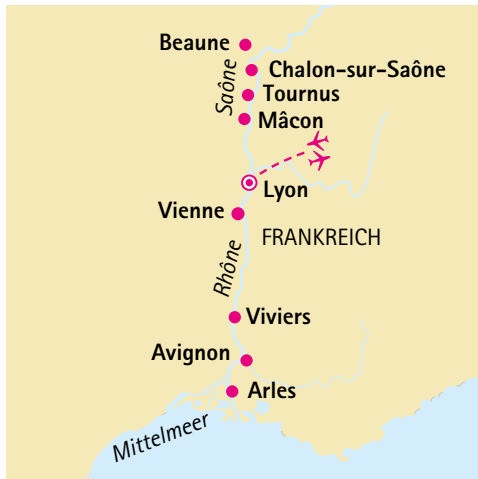 Beaune
Saône
Chalon-sur-Saône
Tournus
Mâcon
Lyon
Vienne
FRANKREICH
Rhône
Viviers
Avignon
Arles
Mittelmeer